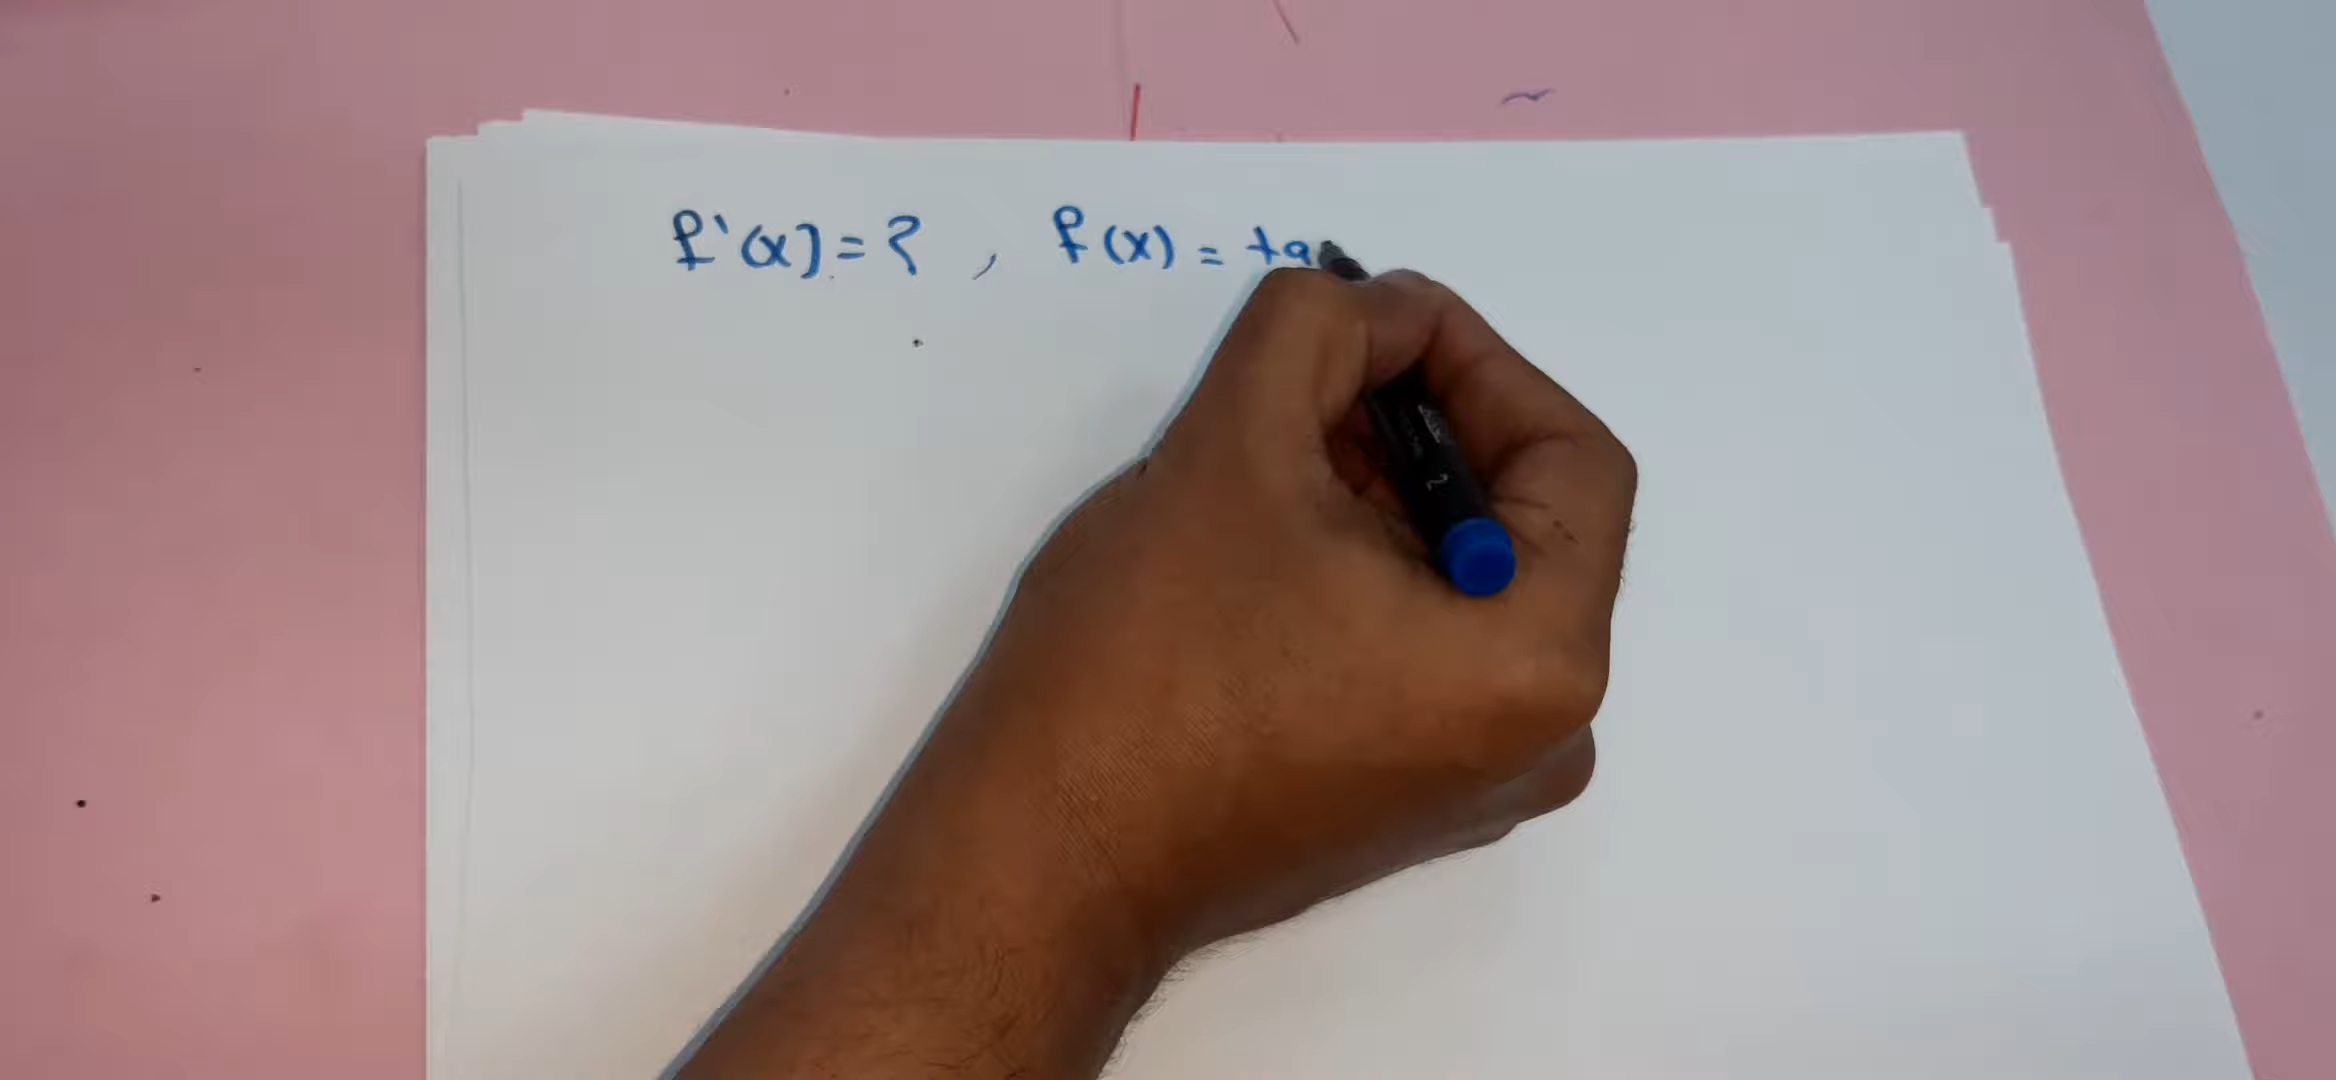 f'(x) = ? , f(x) = ta